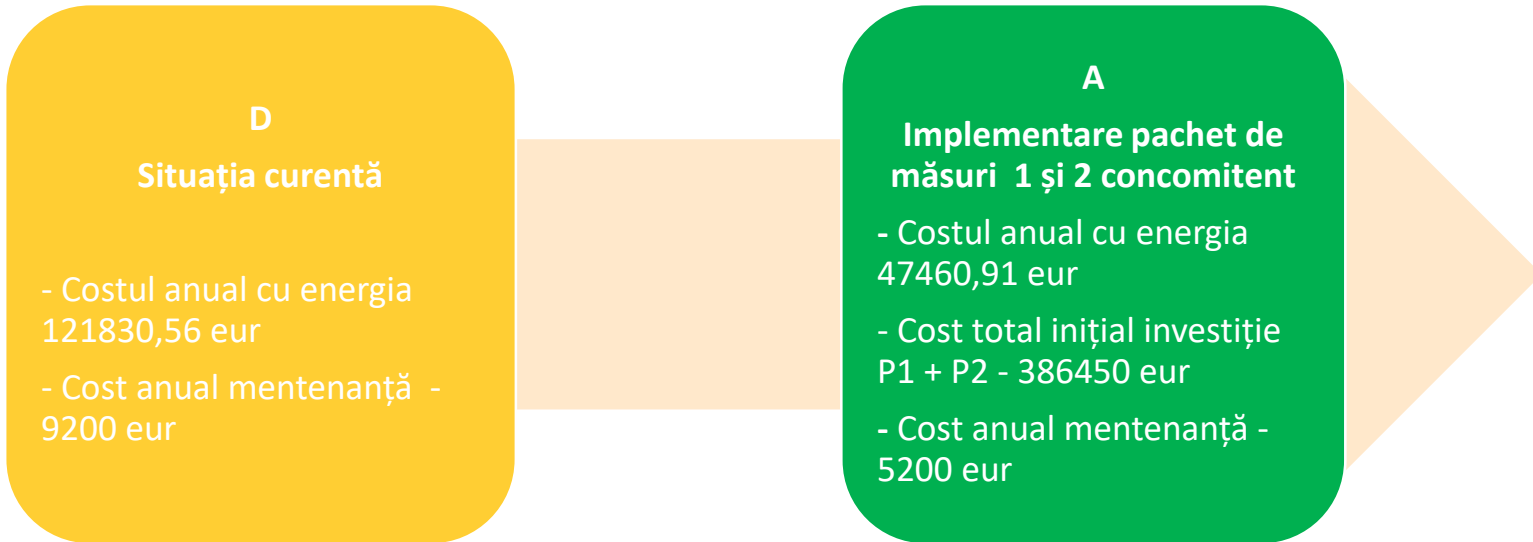 D
Situația curentă
- Costul anual cu energia
121830,56 eur
- Cost anual mentenanță -
9200 eur
A
Implementare pachet de
măsuri 1 și 2 concomitent
- Costul anual cu energia
47460,91 eur
- Cost total inițial investiție
P1 + P2 - 386450 eur
- Cost anual mentenanță -
5200 eur